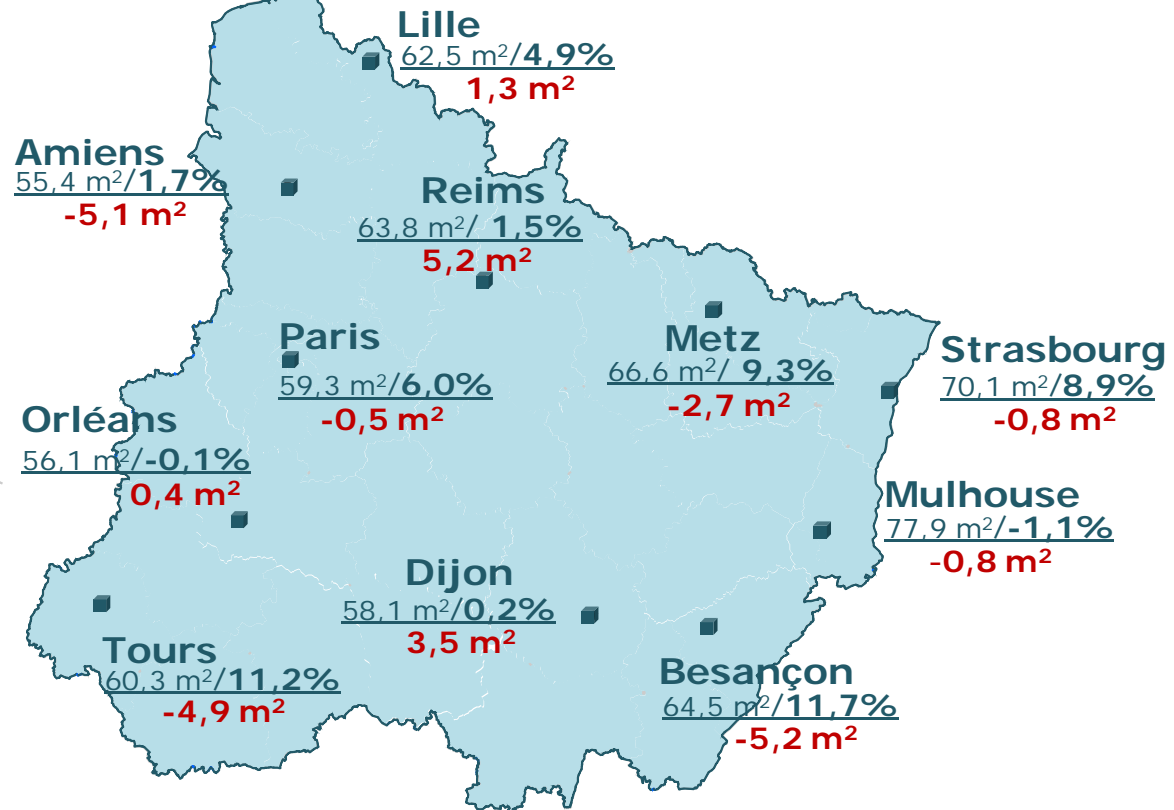 Lille
62,5 m²/4,9%
1,3 m²
Amiens
55,4 m²/1,7%
-5,1 m²
Reims
63,8 m²/ 1,5%
5,2 m²
Paris
59,3 m²/6,0%
-0,5 m²
Metz
66,6 m²/ 9,3%
-2,7 m²
Strasbourg
70,1 m²/8,9%
-0,8 m²
Orléans
56,1 m²/-0,1%
0,4 m²
Mulhouse
77,9 m²/-1,1%
-0,8 m²
Dijon
58,1 m²/0,2%
3,5 m²
Tours
60,3 m²/11,2%
-4,9 m²
Besançon
64,5 m²/11,7%
-5,2 m²